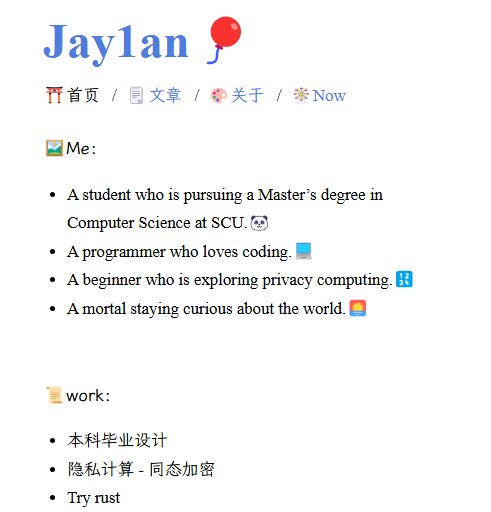 Jay1an 🎈
⛩️首页 / 🗒️文章 / 🎨关于 / 🕸️Now
🖼️Me：
• A student who is pursuing a Master’s degree in
Computer Science at SCU.🐼
• A programmer who loves coding.💻
• A beginner who is exploring privacy computing.🔢
• A mortal staying curious about the world.🌅
📜work：
• 本科毕业设计
• 隐私计算 - 同态加密
• Try rust